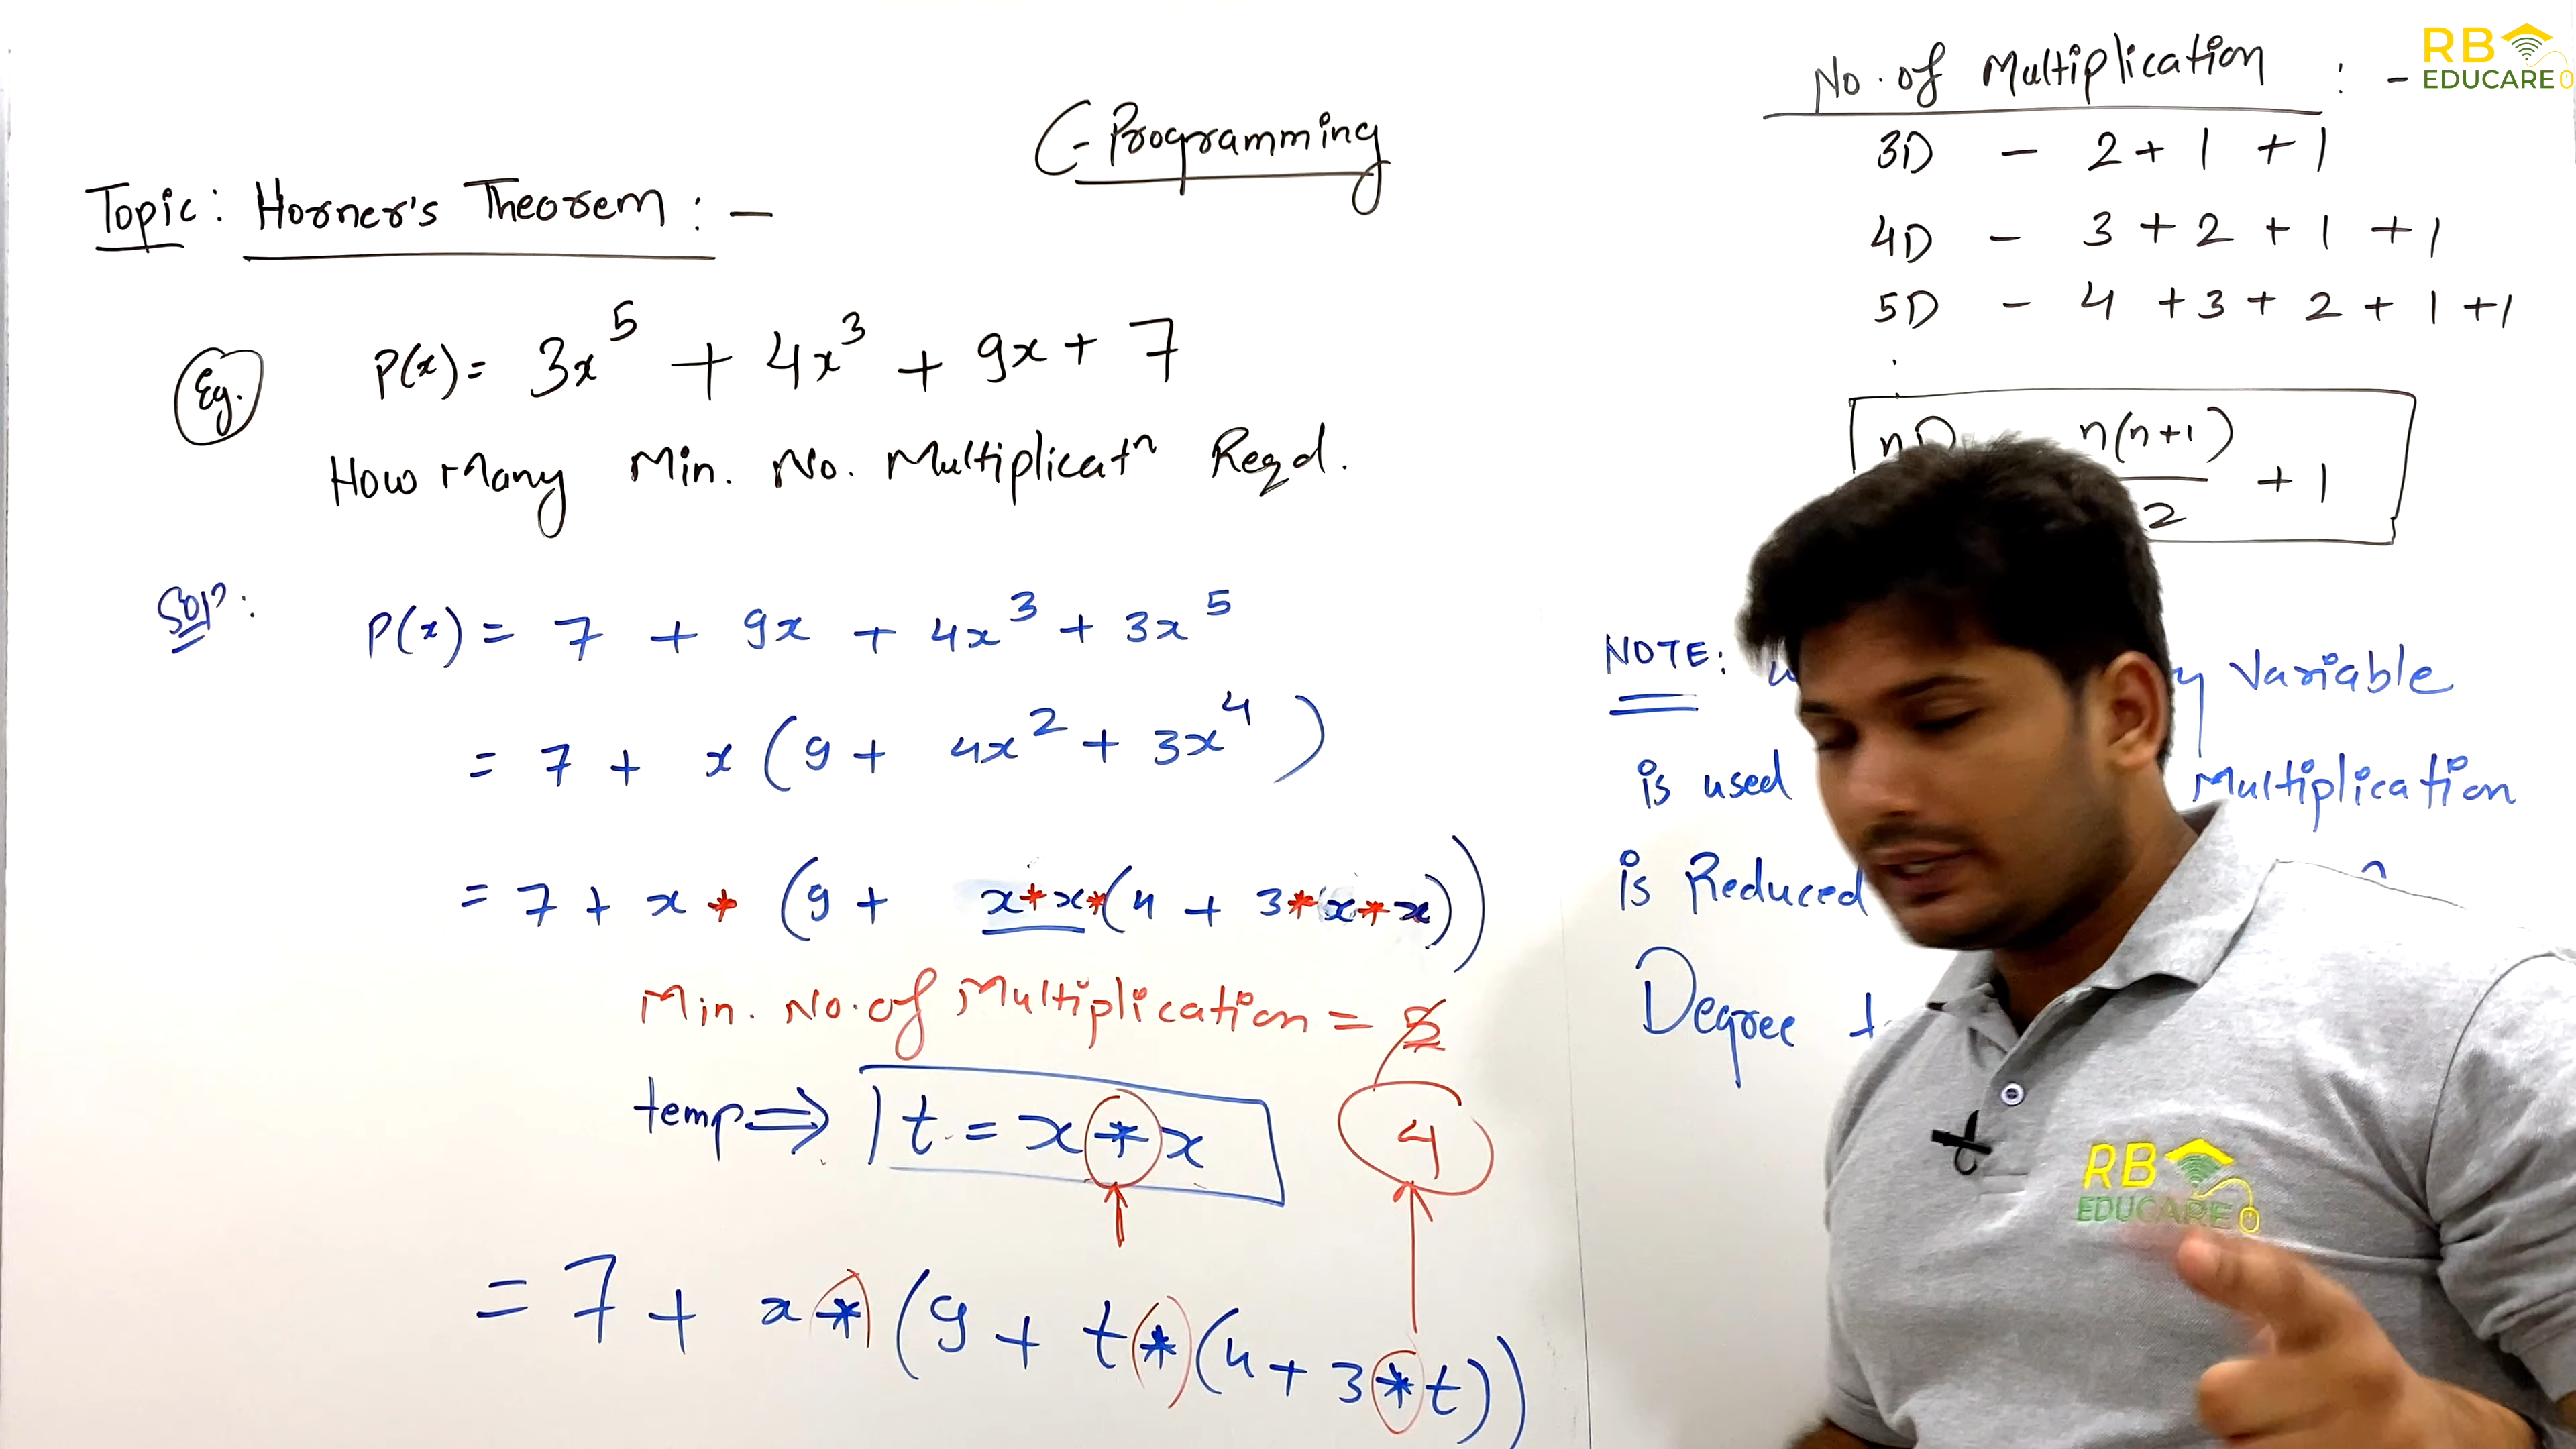 C-Programming
Topic: Horner's Theorem : -
Eg. P(x) = 3x^5 + 4x^3 + 9x + 7
How Many Min. No. Multiplicatn Reqd.
Soln:
P(x) = 7 + 9x + 4x^3 + 3x^5
= 7 + x (9 + 4x^2 + 3x^4)
= 7 + x * (9 + x*x*(4 + 3*x*x))
Min. No. of Multiplication = 5
4
temp ⇒ t = x * x
= 7 + x * (9 + t * (4 + 3 * t))
No. of Multiplication : -
3D - 2 + 1 + 1
4D - 3 + 2 + 1 + 1
5D - 4 + 3 + 2 + 1 + 1
nD n(n+1)/2 + 1
NOTE: Variable
is used Multiplication
is Reduced
Degree
RB
EDUCARE
RB
EDUCARE